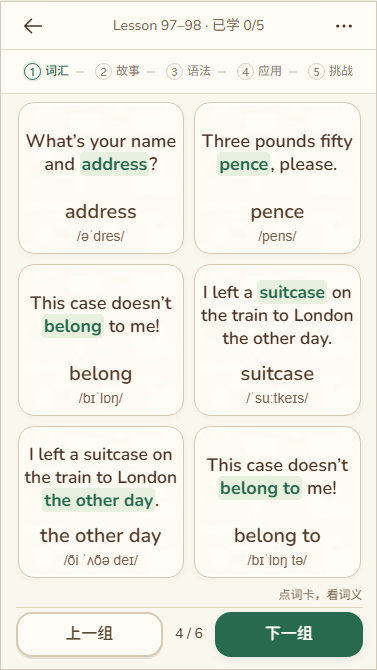 Lesson 97–98 · 已学 0/5
1 词汇 – 2 故事 – 3 语法 – 4 应用 – 5 挑战
What’s your name
and address?
address
/əˈdres/
Three pounds fifty
pence, please.
pence
/pens/
This case doesn’t
belong to me!
belong
/bɪˈlɒŋ/
I left a suitcase on
the train to London
the other day.
suitcase
/ˈsuːtkeɪs/
I left a suitcase on
the train to London
the other day.
the other day
/ði ˈʌðə deɪ/
This case doesn’t
belong to me!
belong to
/bɪˈlɒŋ tə/
点词卡，看词义
上一组 4 / 6 下一组